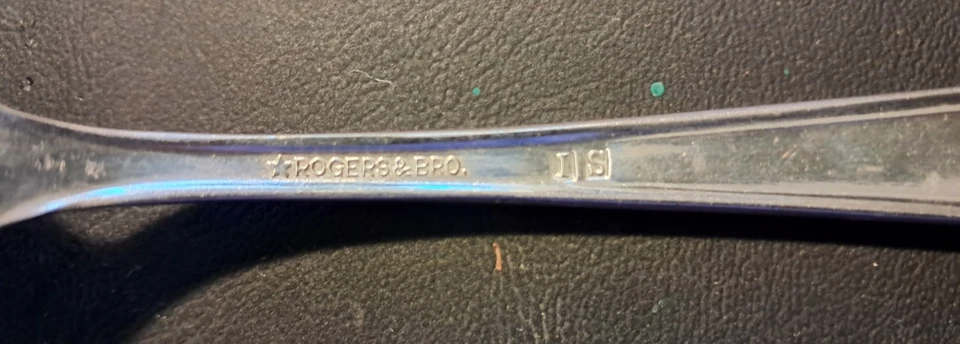 ☆ROGERS & BRO. IS